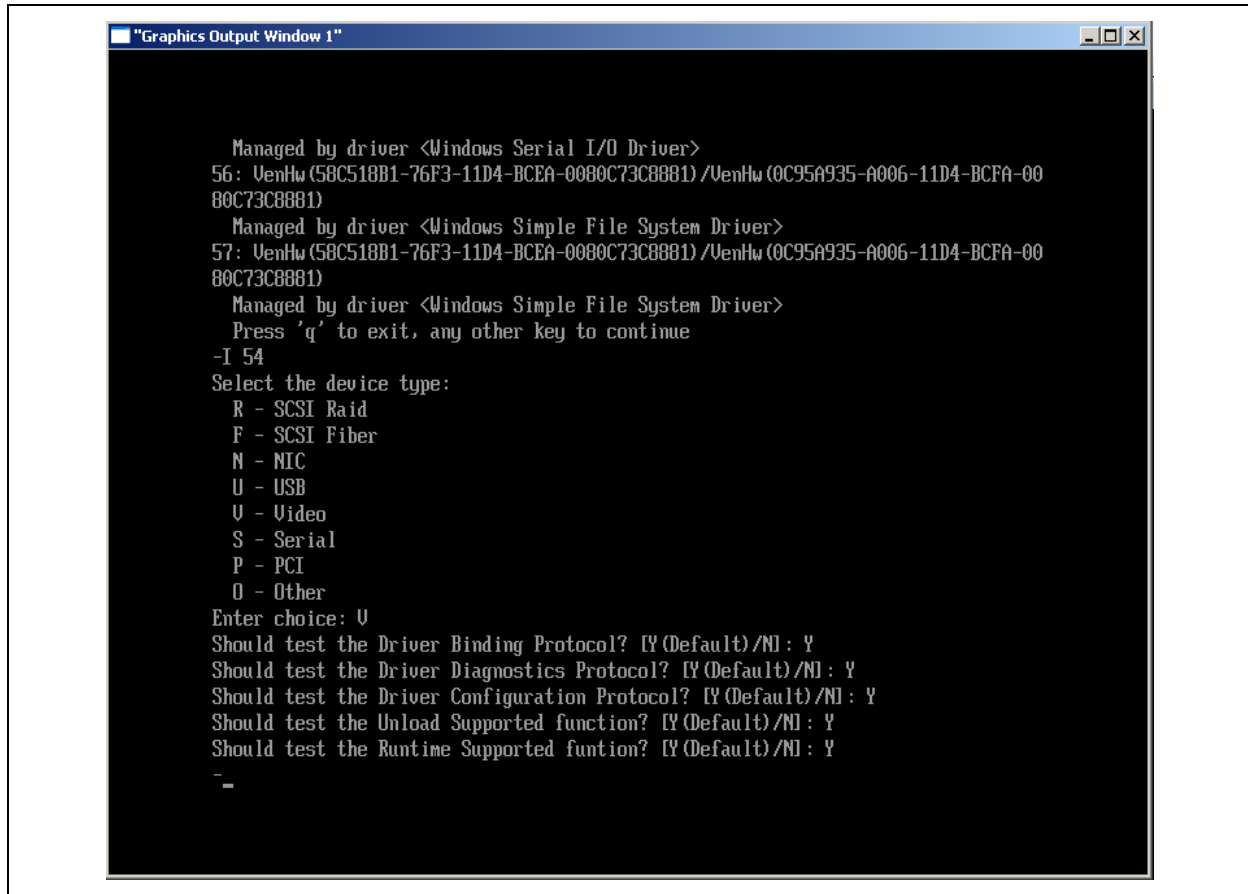 "Graphics Output Window 1"
Managed by driver <Windows Serial I/O Driver>
56: VenHw(58C518B1-76F3-11D4-BCEA-0080C73C8881)/VenHw(0C95A935-A006-11D4-BCFA-00
80C73C8881)
Managed by driver <Windows Simple File System Driver>
57: VenHw(58C518B1-76F3-11D4-BCEA-0080C73C8881)/VenHw(0C95A935-A006-11D4-BCFA-00
80C73C8881)
Managed by driver <Windows Simple File System Driver>
Press 'q' to exit, any other key to continue
-I 54
Select the device type:
R - SCSI Raid
F - SCSI Fiber
N - NIC
U - USB
V - Video
S - Serial
P - PCI
O - Other
Enter choice: V
Should test the Driver Binding Protocol? [Y(Default)/N]: Y
Should test the Driver Diagnostics Protocol? [Y(Default)/N]: Y
Should test the Driver Configuration Protocol? [Y(Default)/N]: Y
Should test the Unload Supported function? [Y(Default)/N]: Y
Should test the Runtime Supported funtion? [Y(Default)/N]: Y
-_